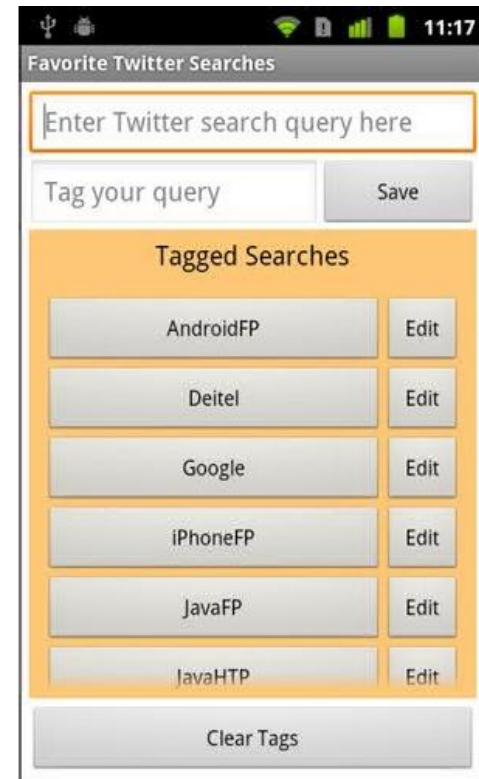 11:17
Favorite Twitter Searches
Enter Twitter search query here
Tag your query Save
Tagged Searches
AndroidFP Edit
Deitel Edit
Google Edit
iPhoneFP Edit
JavaFP Edit
JavaHTP Edit
Clear Tags